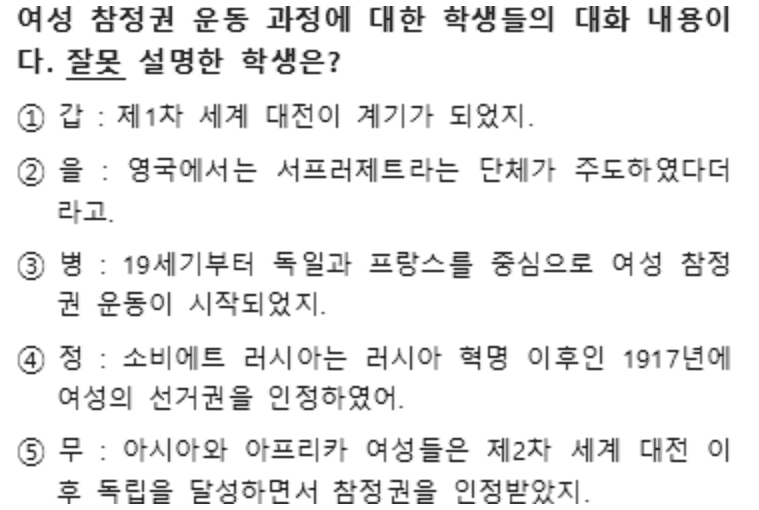 여성 참정권 운동 과정에 대한 학생들의 대화 내용이
다. 잘못 설명한 학생은?
① 갑 : 제1차 세계 대전이 계기가 되었지.
② 을 : 영국에서는 서프러제트라는 단체가 주도하였다더
라고.
③ 병 : 19세기부터 독일과 프랑스를 중심으로 여성 참정
권 운동이 시작되었지.
④ 정 : 소비에트 러시아는 러시아 혁명 이후인 1917년에
여성의 선거권을 인정하였어.
⑤ 무 : 아시아와 아프리카 여성들은 제2차 세계 대전 이
후 독립을 달성하면서 참정권을 인정받았지.